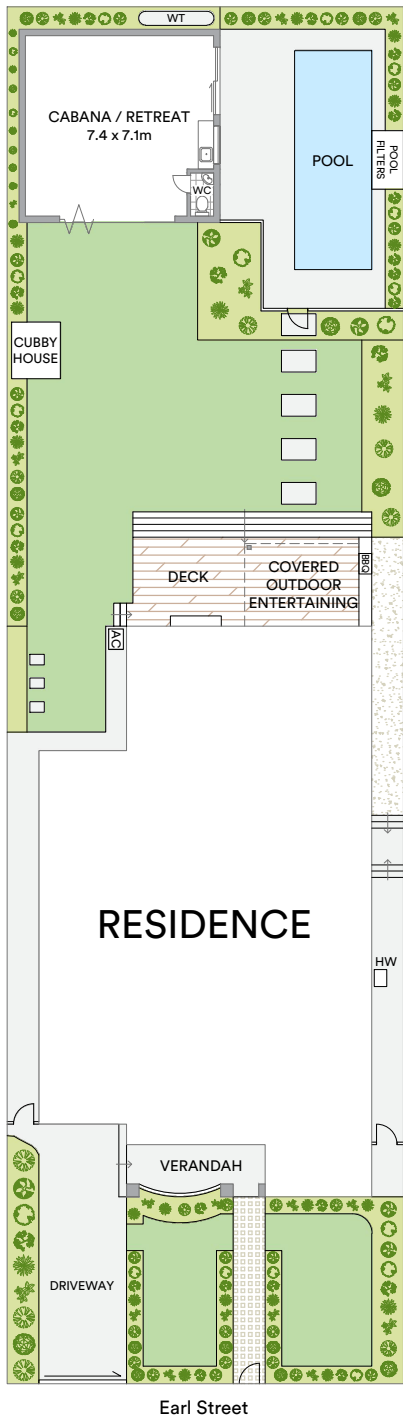 WT
CABANA / RETREAT
7.4 x 7.1m
WC
POOL
POOL
FILTERS
CUBBY
HOUSE
DECK
COVERED
OUTDOOR
ENTERTAINING
BBQ
AC
RESIDENCE
HW
VERANDAH
DRIVEWAY
Earl Street